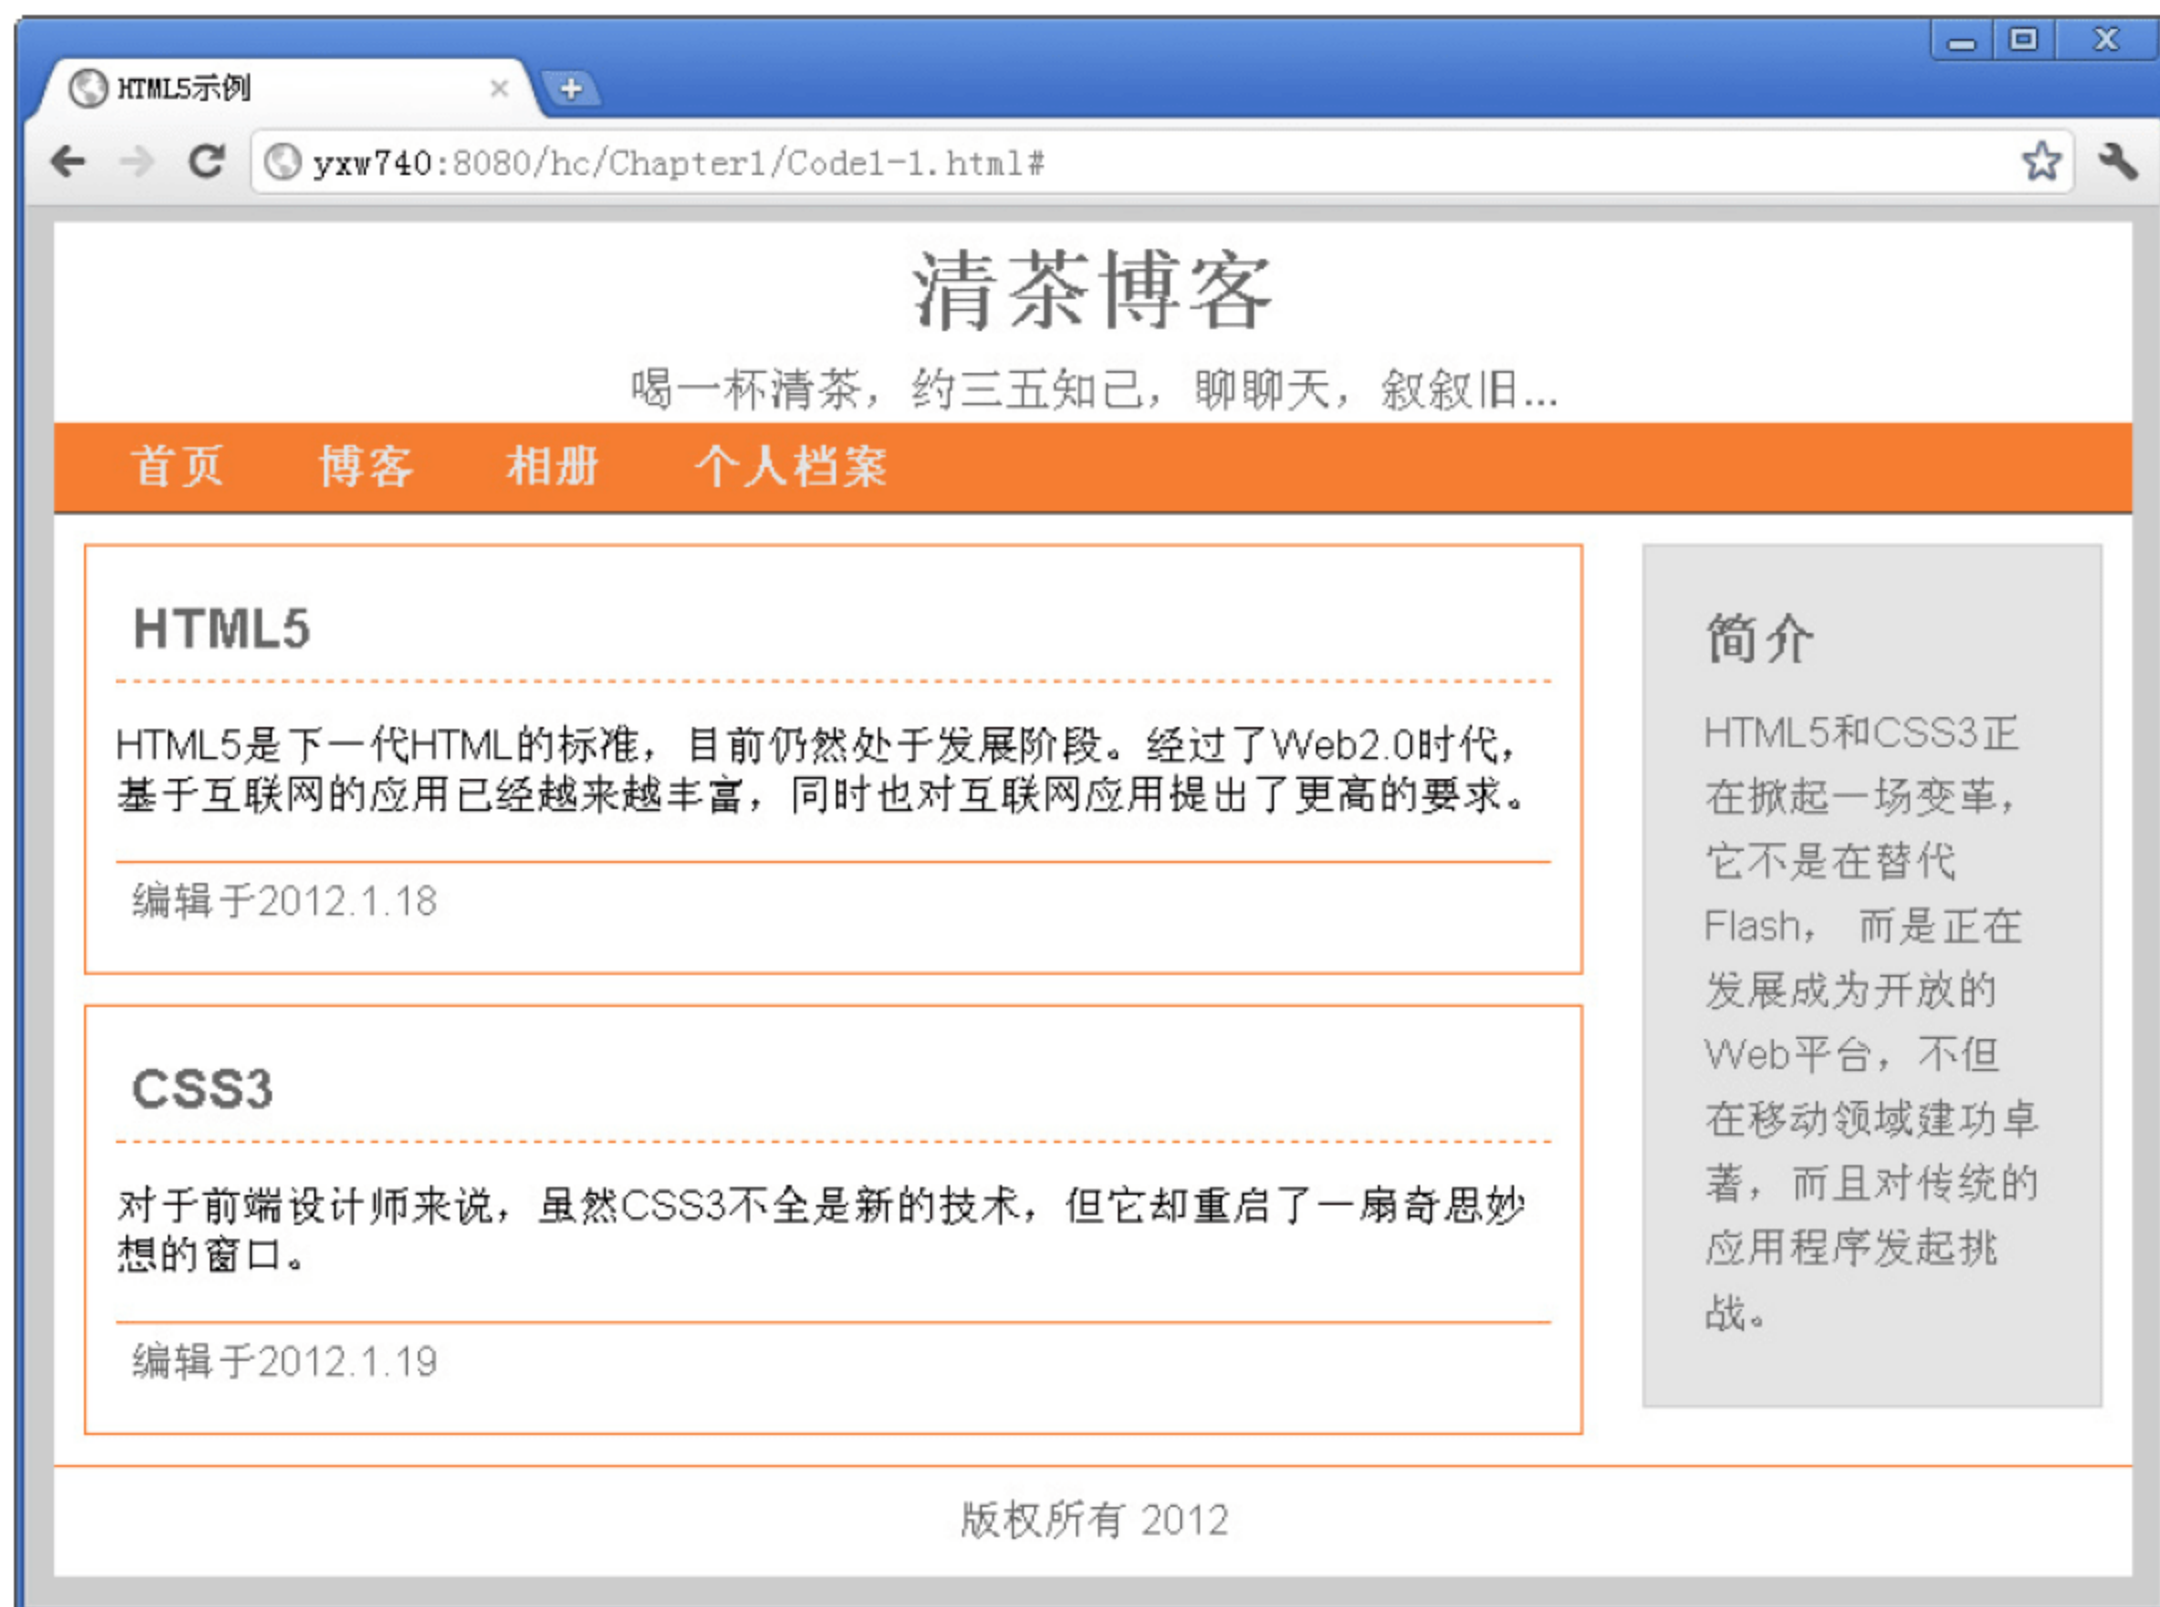 HTML5示例
yxw740:8080/hc/Chapter1/Code1-1.html#
清茶博客
喝一杯清茶，约三五知己，聊聊天，叙叙旧...
首页 博客 相册 个人档案
HTML5
HTML5是下一代HTML的标准，目前仍然处于发展阶段。经过了Web2.0时代，
基于互联网的应用已经越来越丰富，同时也对互联网应用提出了更高的要求。
编辑于2012.1.18
CSS3
对于前端设计师来说，虽然CSS3不全是新的技术，但它却重启了一扇奇思妙
想的窗口。
编辑于2012.1.19
简介
HTML5和CSS3正
在掀起一场变革，
它不是在替代
Flash， 而是正在
发展成为开放的
Web平台，不但
在移动领域建功卓
著，而且对传统的
应用程序发起挑
战。
版权所有 2012